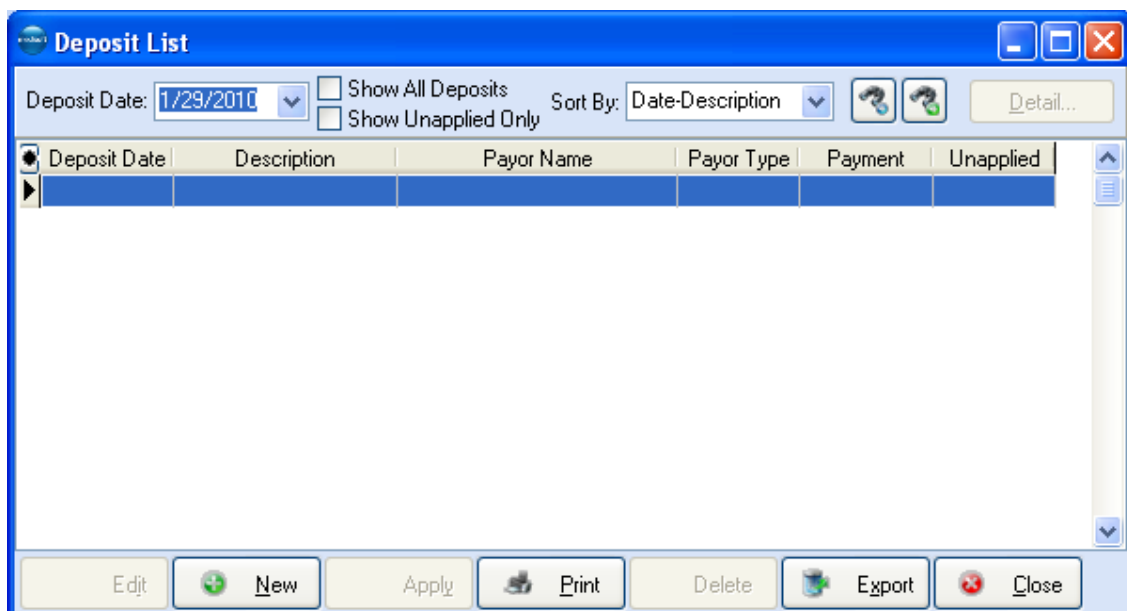 Deposit List
Deposit Date: 1/29/2010 Show All Deposits Sort By: Date-Description Detail...
Show Unapplied Only
Deposit Date Description Payor Name Payor Type Payment Unapplied
Edit New Apply Print Delete Export Close